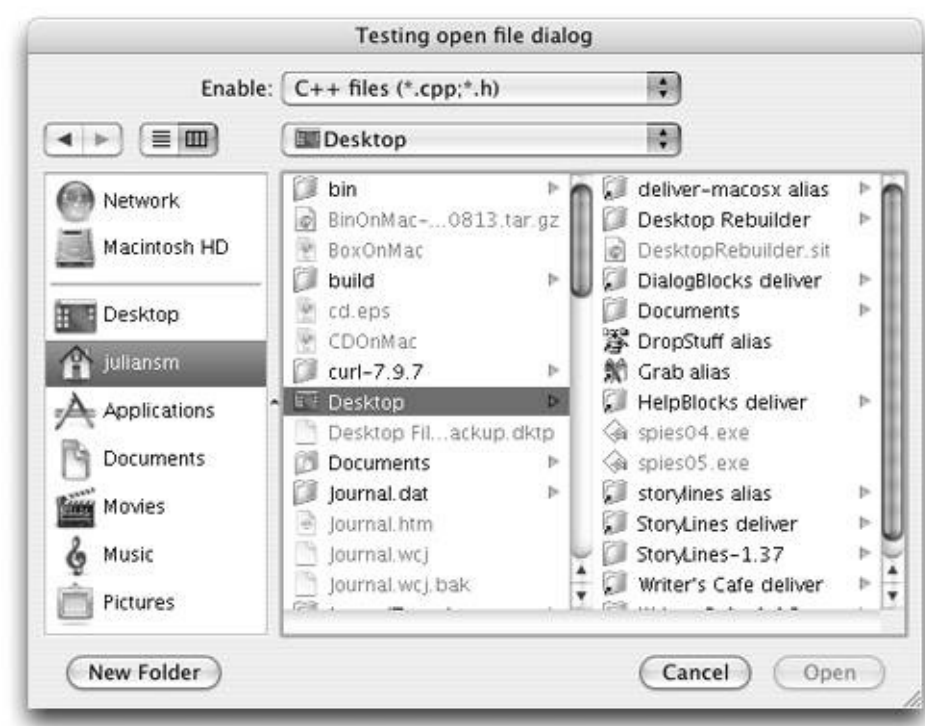 Testing open file dialog
Enable: C++ files (*.cpp;*.h)
Desktop
Network
Macintosh HD
Desktop
juliansm
Applications
Documents
Movies
Music
Pictures
bin
BinOnMac-...0813.tar.gz
BoxOnMac
build
cd.eps
CDOnMac
curl-7.9.7
Desktop
Desktop Fil...ackup.dktp
Documents
Journal.dat
Journal.htm
Journal.wcj
Journal.wcj.bak
deliver-macosx alias
Desktop Rebuilder
DesktopRebuilder.sit
DialogBlocks deliver
Documents
DropStuff alias
Grab alias
HelpBlocks deliver
spies04.exe
spies05.exe
storylines alias
StoryLines deliver
StoryLines-1.37
Writer's Cafe deliver
New Folder
Cancel
Open